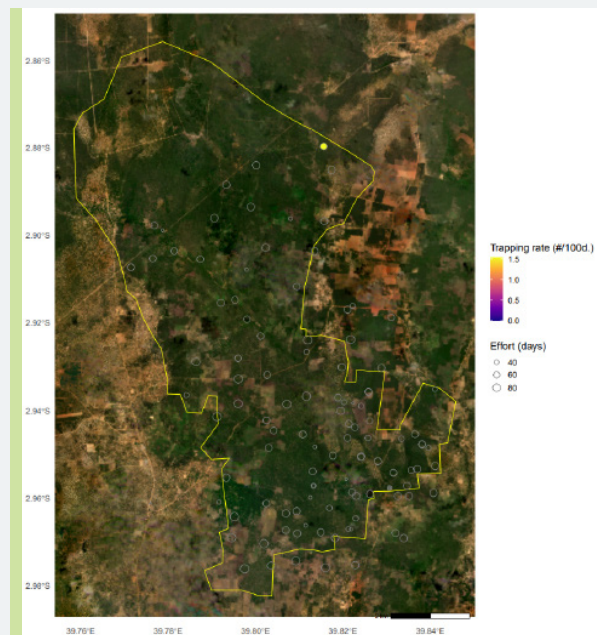 2.86°S
2.88°S
2.90°S
2.92°S
2.94°S
2.96°S
2.98°S
39.76°E
39.78°E
39.80°E
39.82°E
39.84°E
Trapping rate (#/100d.)
1.5
1.0
0.5
0.0
Effort (days)
40
60
80